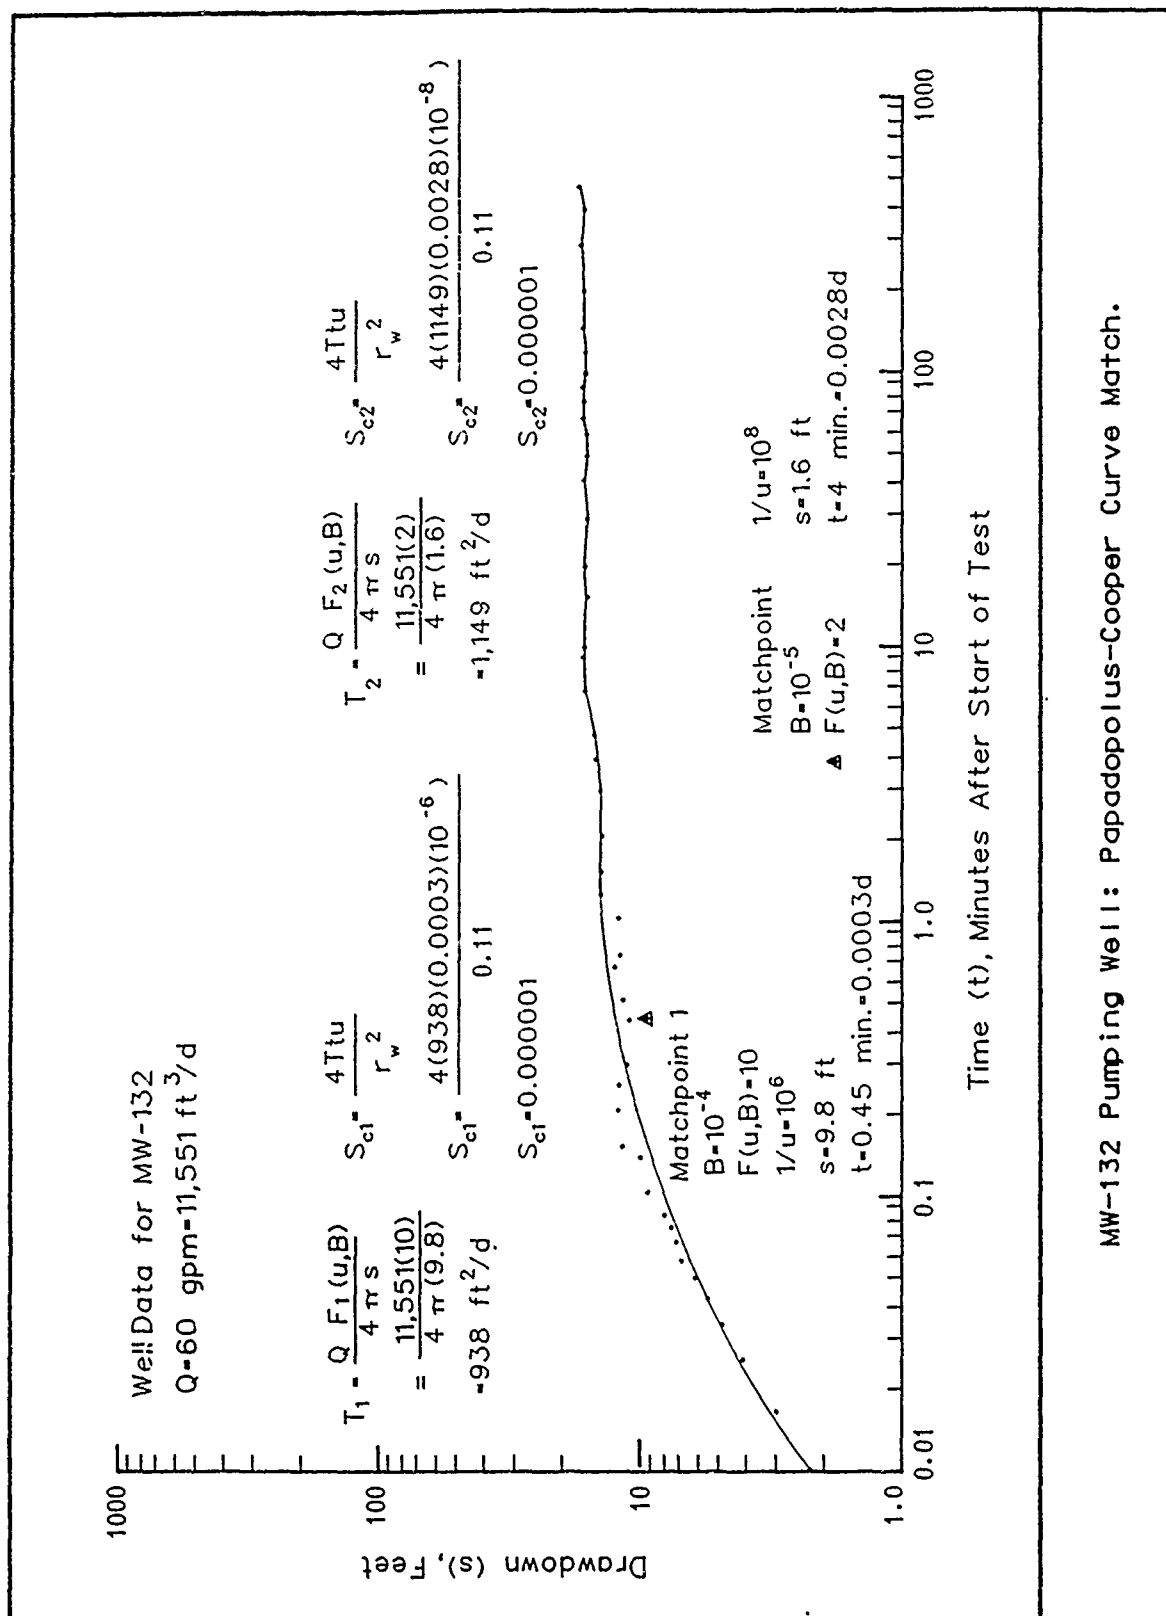 Well Data for MW-132
Q=60 gpm=11,551 ft³/d
T₁ = Q F₁(u,B) / 4 π s
= 11,551(10) / 4 π (9.8)
=938 ft²/d
S_c1= 4Ttu / r_w²
S_c1= 4(938)(0.0003)(10⁻⁶) / 0.11
S_c1=0.000001
T₂ = Q F₂(u,B) / 4 π s
= 11,551(2) / 4 π (1.6)
=1,149 ft²/d
S_c2= 4Ttu / r_w²
S_c2= 4(1149)(0.0028)(10⁻⁸) / 0.11
S_c2=0.000001
Drawdown (s), Feet
1000
100
10
1.0
Matchpoint 1
B=10⁻⁴
F(u,B)=10
1/u=10⁶
s=9.8 ft
t=0.45 min.=0.0003d
Matchpoint
B=10⁻⁵
F(u,B)=2
1/u=10⁸
s=1.6 ft
t=4 min.=0.0028d
0.01
0.1
1.0
10
100
1000
Time (t), Minutes After Start of Test
MW-132 Pumping Well: Papadopolus-Cooper Curve Match.